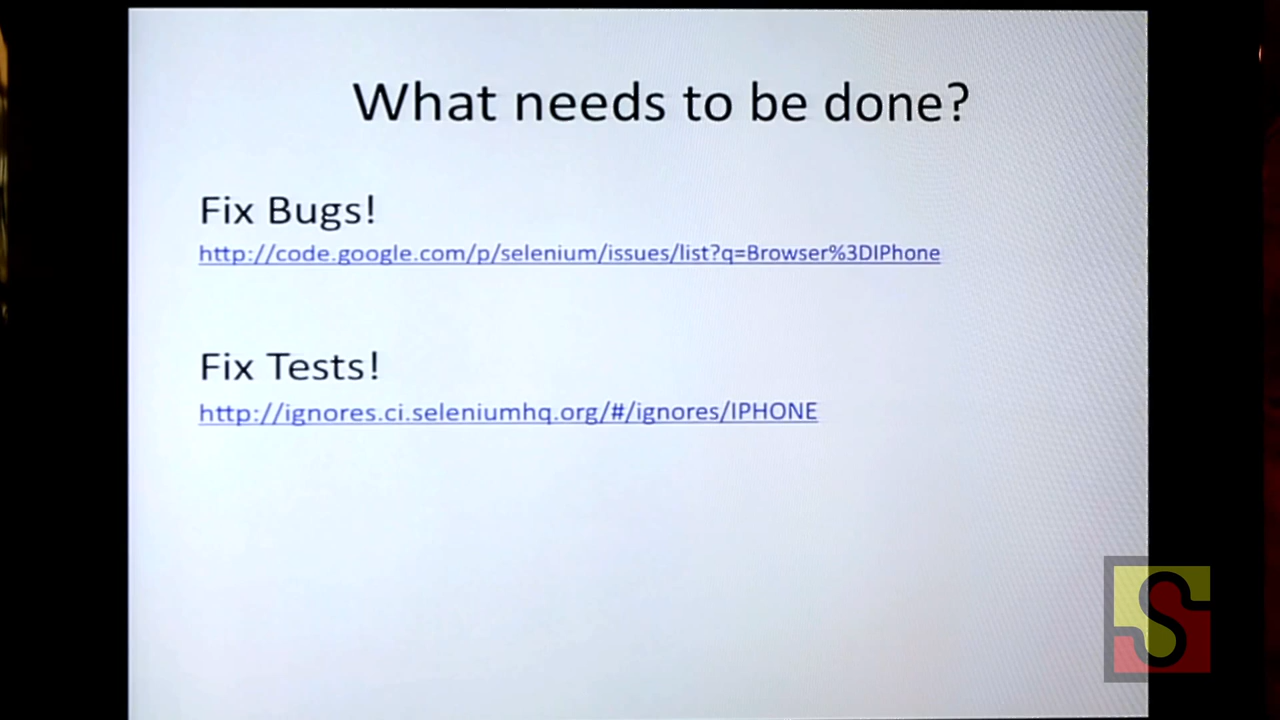 What needs to be done?
Fix Bugs!
http://code.google.com/p/selenium/issues/list?q=Browser%3DIPhone
Fix Tests!
http://ignores.ci.seleniumhq.org/#/ignores/IPHONE
S